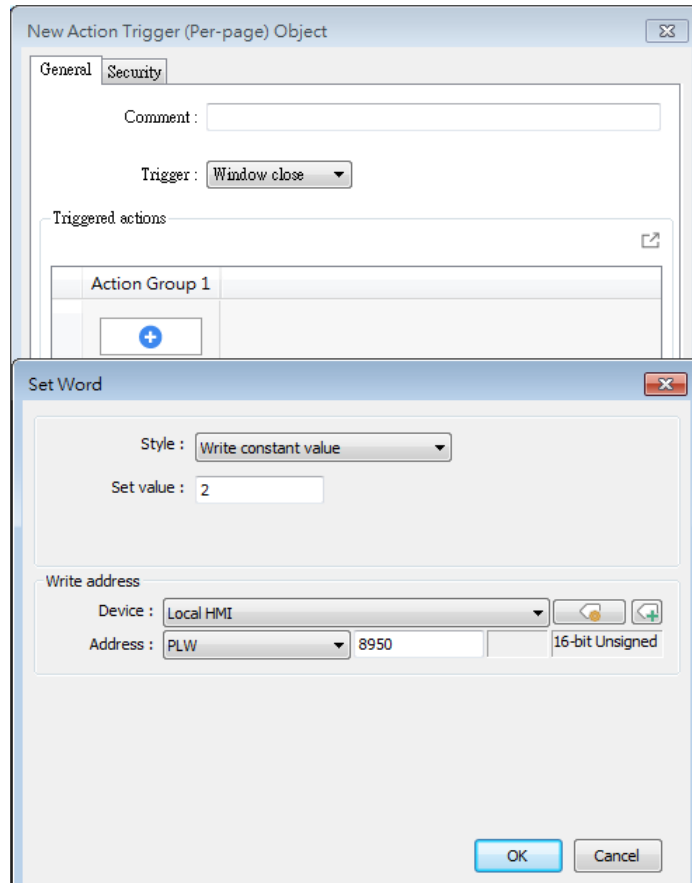 New Action Trigger (Per-page) Object
General Security
Comment :
Trigger : Window close
Triggered actions
Action Group 1
Set Word
Style : Write constant value
Set value : 2
Write address
Device : Local HMI
Address : PLW 8950 16-bit Unsigned
OK Cancel